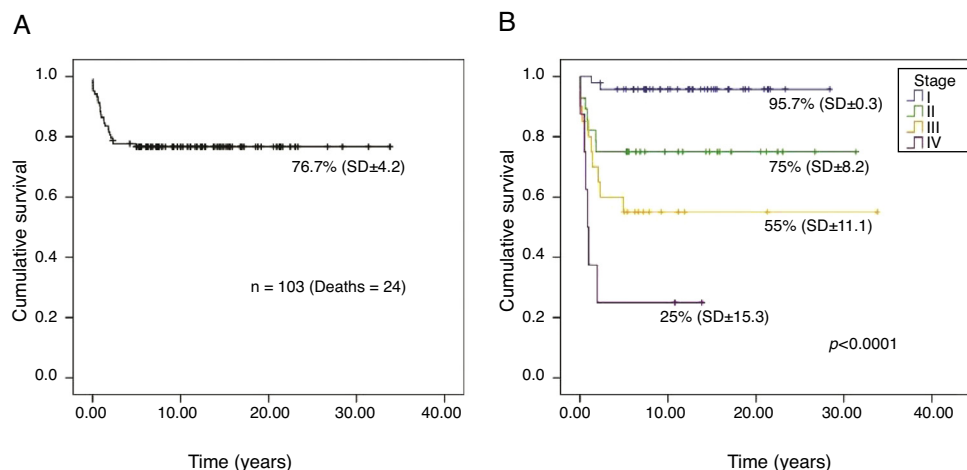 A
Cumulative survival
1.0
0.8
0.6
0.4
0.2
0.0
76.7% (SD±4.2)
n = 103 (Deaths = 24)
0.00 10.00 20.00 30.00 40.00
Time (years)
B
Cumulative survival
1.0
0.8
0.6
0.4
0.2
0.0
Stage
I
II
III
IV
95.7% (SD±0.3)
75% (SD±8.2)
55% (SD±11.1)
25% (SD±15.3)
p<0.0001
0.00 10.00 20.00 30.00 40.00
Time (years)